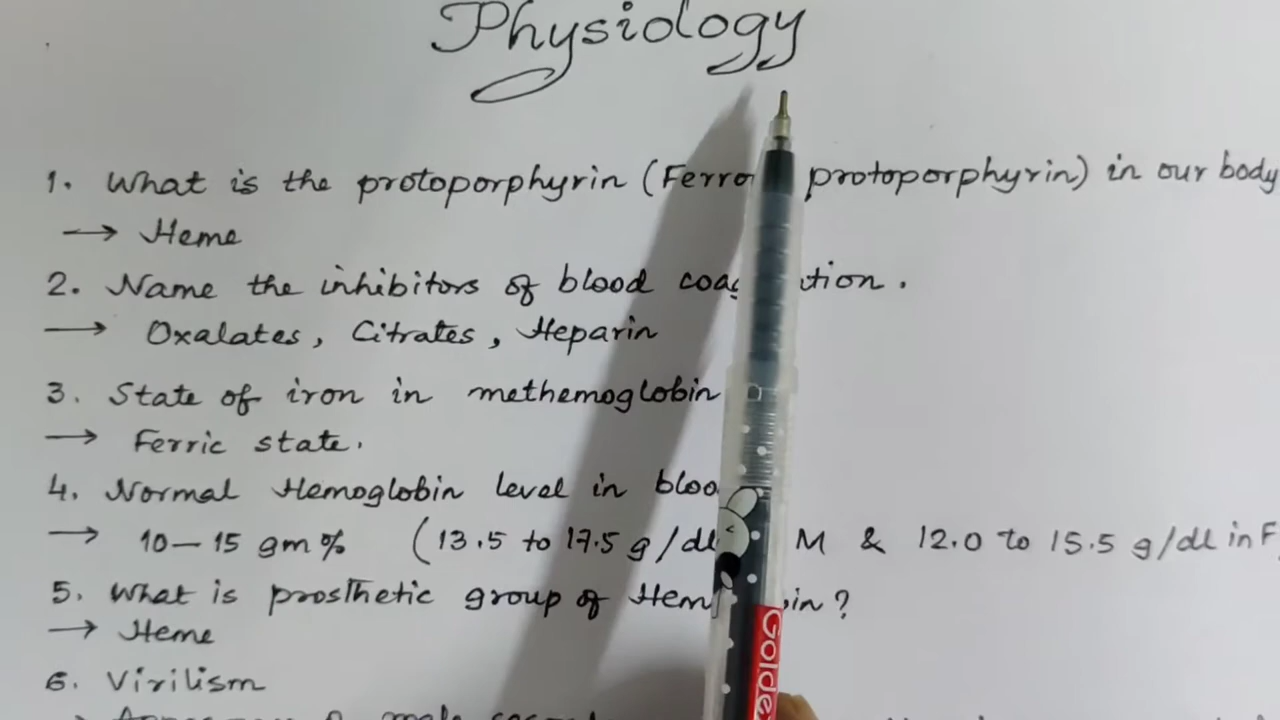 Physiology
1. What is the protoporphyrin (Ferro protoporphyrin) in our body
→ Heme
2. Name the inhibitors of blood coag tion.
→ Oxalates, Citrates, Heparin
3. State of iron in methemoglobin
→ Ferric state.
4. Normal Hemoglobin level in bloo
→ 10-15 gm% (13.5 to 17.5 g/dl M & 12.0 to 15.5 g/dl in F
5. What is prosthetic group of Hem in?
→ Heme
6. Virilism
Golde